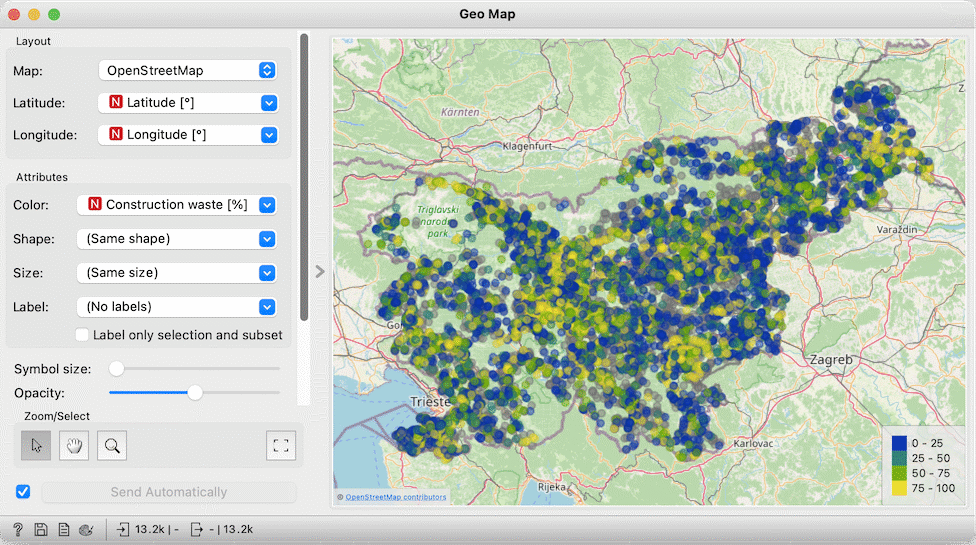 Geo Map
Layout
Map: OpenStreetMap
Latitude: N Latitude [°]
Longitude: N Longitude [°]
Attributes
Color: N Construction waste [%]
Shape: (Same shape)
Size: (Same size)
Label: (No labels)
Label only selection and subset
Symbol size:
Opacity:
Zoom/Select
Send Automatically
? 13.2k | - - | 13.2k
Kärnten
Klagenfurt
Triglavski
narod
park
Varaždin
Go
Zagreb
Trieste
Karlovac
Rijeka
© OpenStreetMap contributors
0 - 25
25 - 50
50 - 75
75 - 100